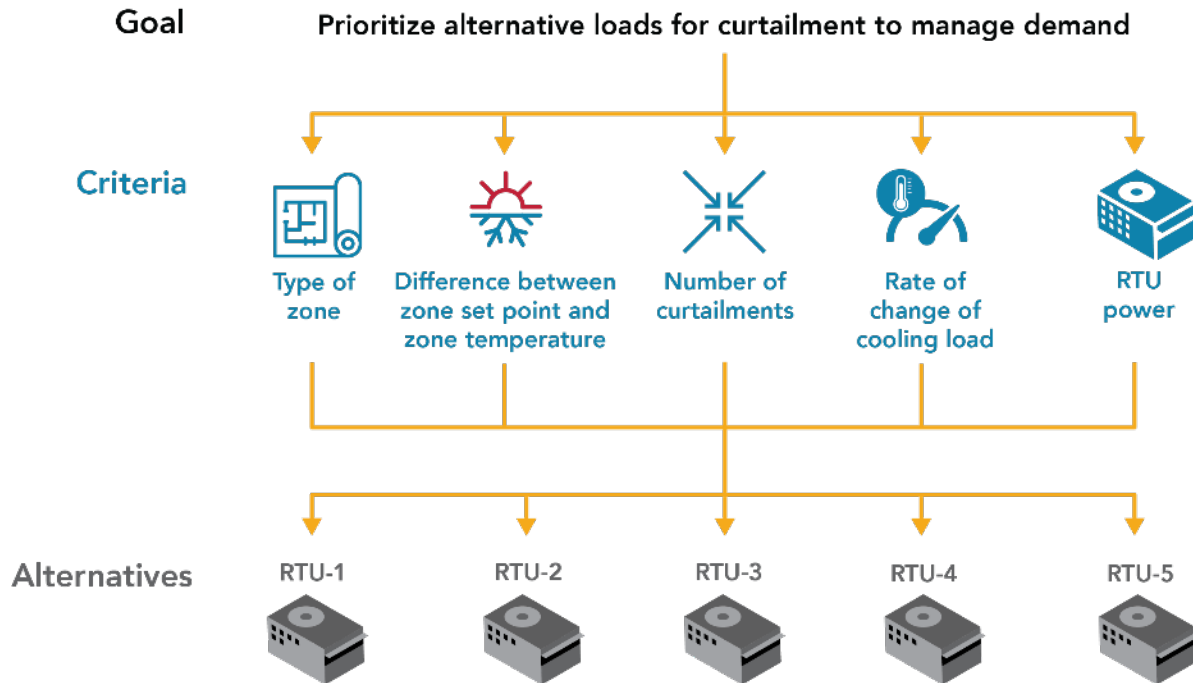 Goal
Prioritize alternative loads for curtailment to manage demand
Criteria
Type of
zone
Difference between
zone set point and
zone temperature
Number of
curtailments
Rate of
change of
cooling load
RTU
power
Alternatives
RTU-1
RTU-2
RTU-3
RTU-4
RTU-5